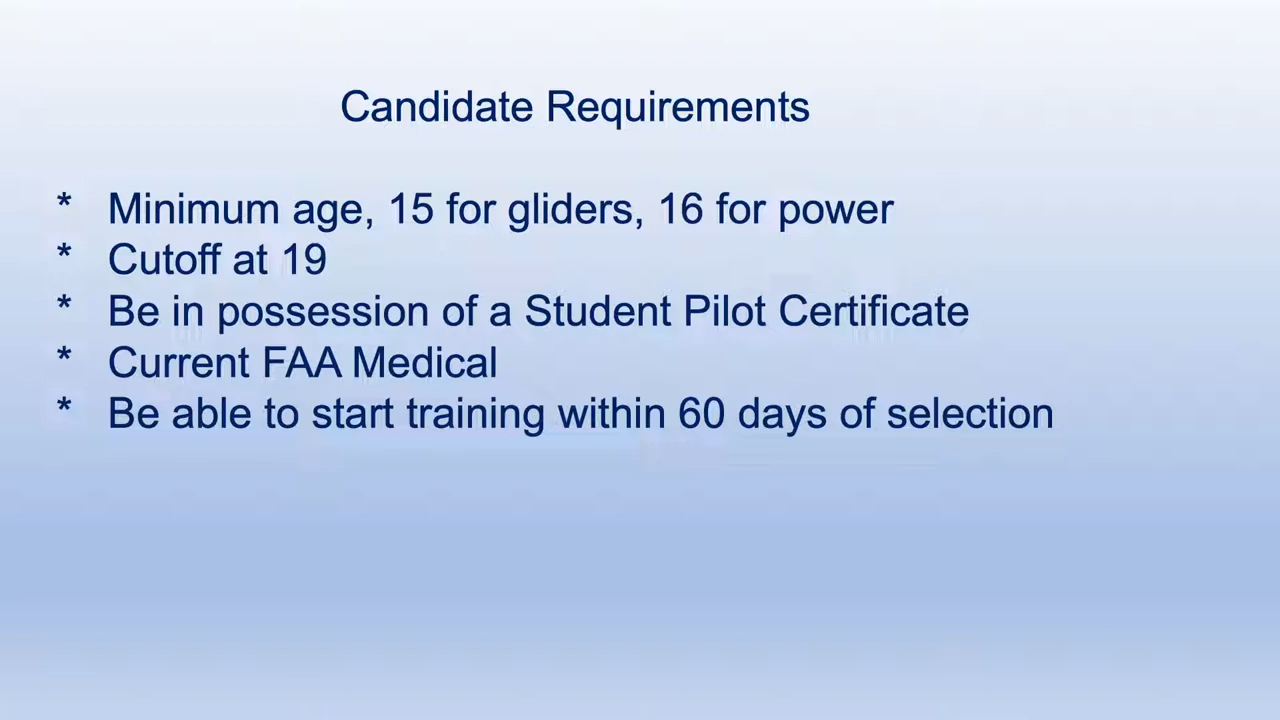 Candidate Requirements
* Minimum age, 15 for gliders, 16 for power
* Cutoff at 19
* Be in possession of a Student Pilot Certificate
* Current FAA Medical
* Be able to start training within 60 days of selection